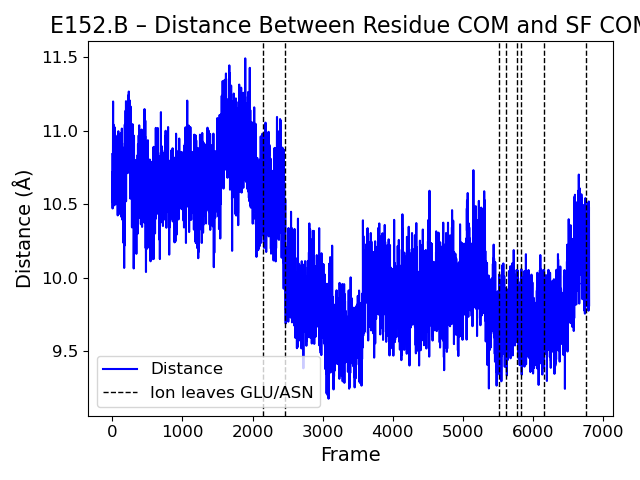 E152.B – Distance Between Residue COM and SF COM
11.5
11.0
10.5
10.0
9.5
Distance (Å)
Distance
Ion leaves GLU/ASN
0 1000 2000 3000 4000 5000 6000 7000
Frame